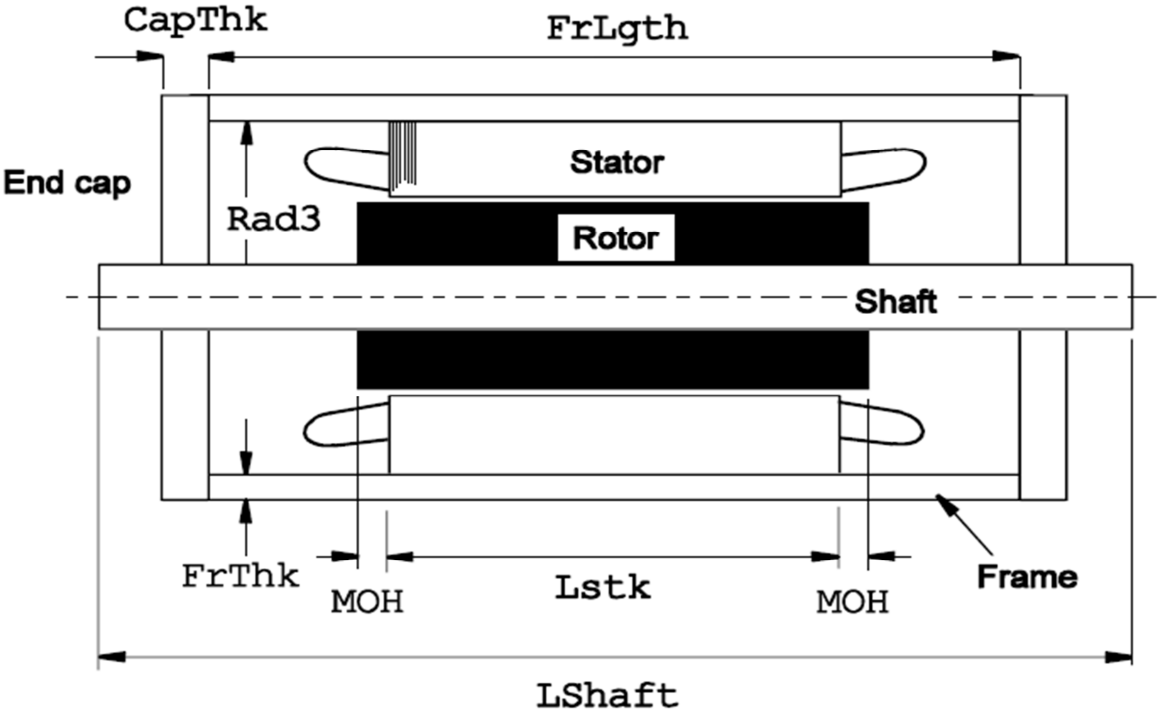 CapThk
FrLgth
End cap
Stator
Rad3
Rotor
Shaft
FrThk
MOH
Lstk
MOH
Frame
LShaft